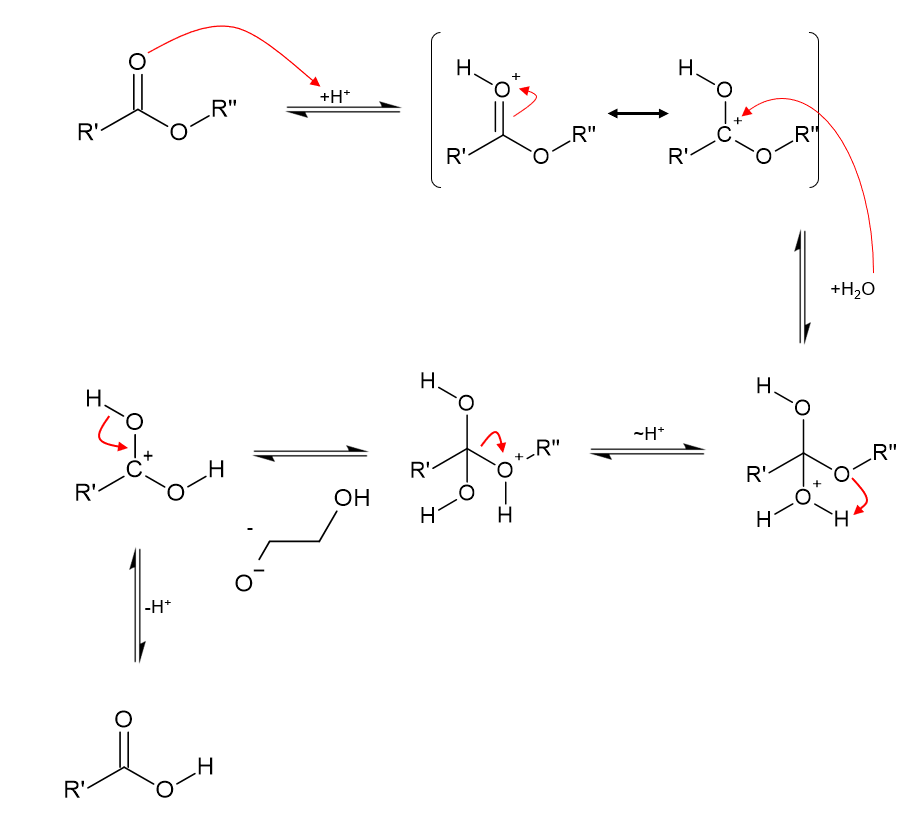 O
R' O R"
+H⁺
H
O⁺
R' O R"
H
O
C⁺
R' O R"
+H₂O
H
O
C⁺
R' O H
H
O
R' O⁺ R"
O
H H
~H⁺
H
O
R' O R"
O⁺
H H
-
OH
O⁻
-H⁺
O
R' O H